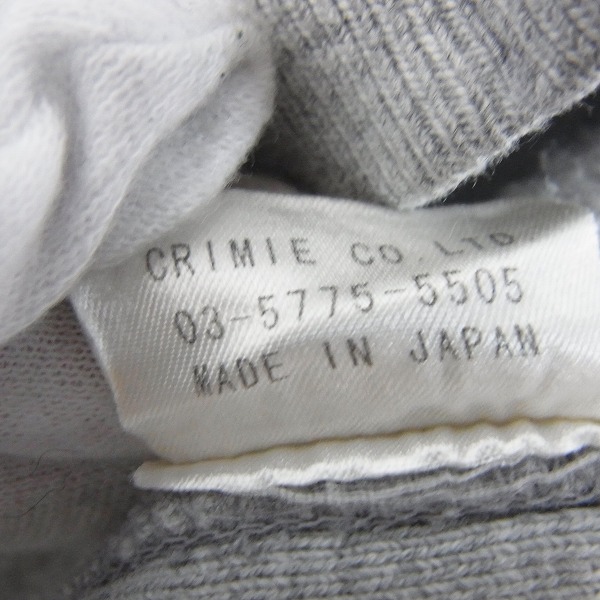 CRIMIE CO.LTD
03-5775-5505
MADE IN JAPAN